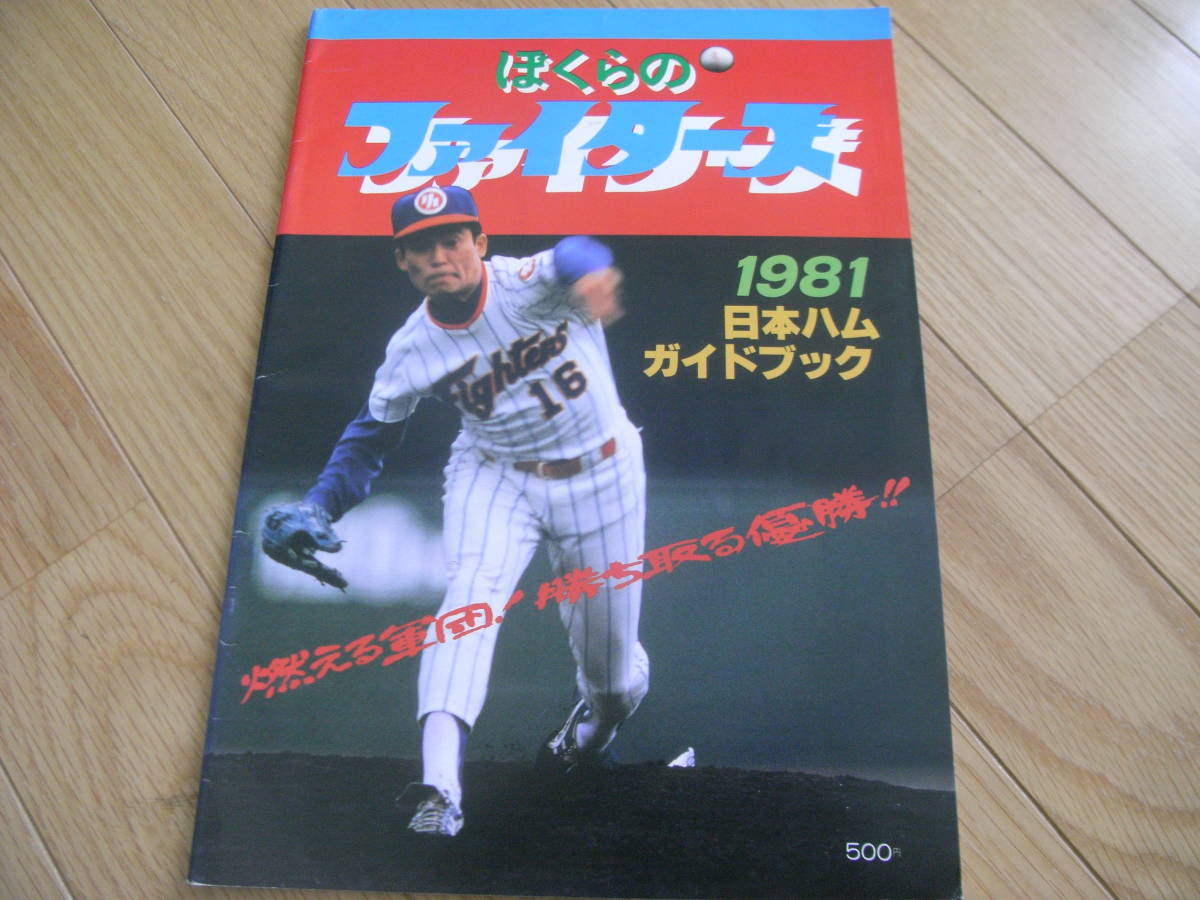 ぼくらの
ファイターズ
1981
日本ハム
ガイドブック
Fighters
16
燃える軍団! 勝ち取る優勝!!
500円